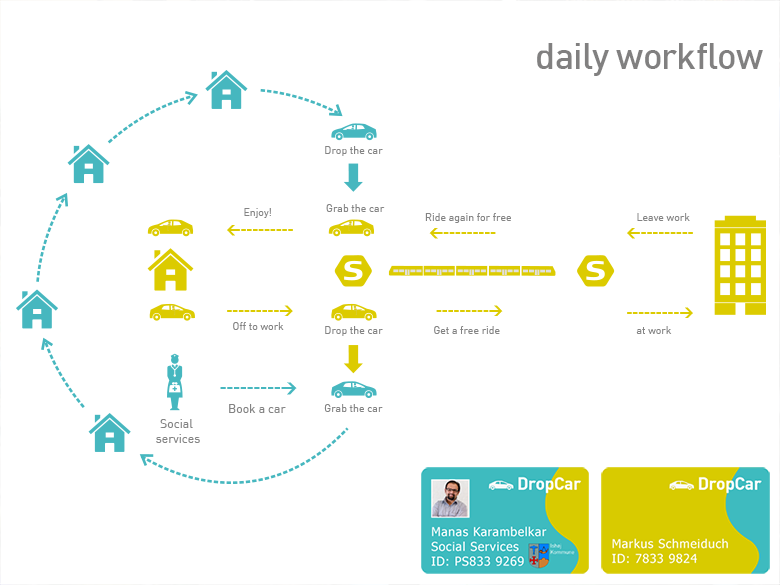 daily workflow
Drop the car
Enjoy!
Grab the car
Ride again for free
Leave work
S
S
Off to work
Drop the car
Get a free ride
at work
Social
services
Book a car
Grab the car
DropCar
Manas Karambelkar
Social Services
ID: PS833 9269
Ishøj
Kommune
DropCar
Markus Schmeiduch
ID: 7833 9824